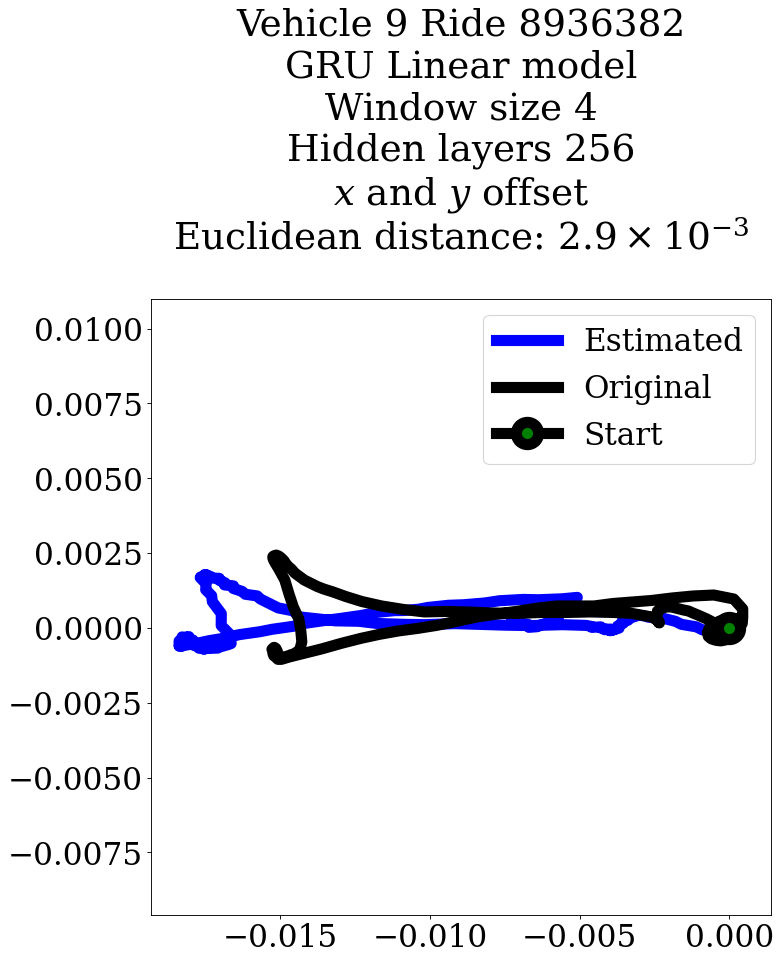 Vehicle 9 Ride 8936382
GRU Linear model
Window size 4
Hidden layers 256
x and y offset
Euclidean distance: 2.9 × 10⁻³
Estimated
Original
Start
0.0100
0.0075
0.0050
0.0025
0.0000
−0.0025
−0.0050
−0.0075
−0.015 −0.010 −0.005 0.000